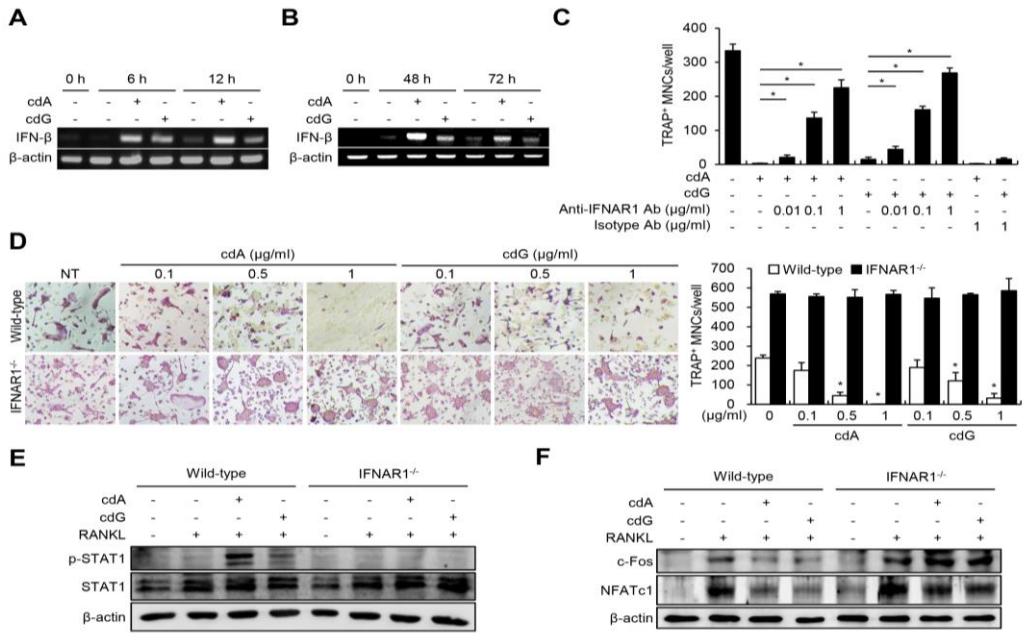 A
0 h 6 h 12 h
cdA - - + - - + -
cdG - - - + - - +
IFN-β
β-actin
B
0 h 48 h 72 h
cdA - - + - - + -
cdG - - - + - - +
IFN-β
β-actin
C
TRAP⁺ MNCs/well
400
300
200
100
0
* * * * * *
cdA - + + + + - - - - + -
cdG - - - - - + + + + - +
Anti-IFNAR1 Ab (µg/ml) - - 0.01 0.1 1 - 0.01 0.1 1 - -
Isotype Ab (µg/ml) - - - - - - - - - 1 1
D
cdA (µg/ml) cdG (µg/ml)
NT 0.1 0.5 1 0.1 0.5 1
Wild-type
IFNAR1⁻/⁻
TRAP⁺ MNCs/well
700
600
500
400
300
200
100
0
Wild-type IFNAR1⁻/⁻
* * * *
(µg/ml) 0 0.1 0.5 1 0.1 0.5 1
cdA cdG
E
Wild-type IFNAR1⁻/⁻
cdA - - + - - - + -
cdG - - - + - - - +
RANKL - + + + - + + +
p-STAT1
STAT1
β-actin
F
Wild-type IFNAR1⁻/⁻
cdA - - + - - - + -
cdG - - - + - - - +
RANKL - + + + - + + +
c-Fos
NFATc1
β-actin